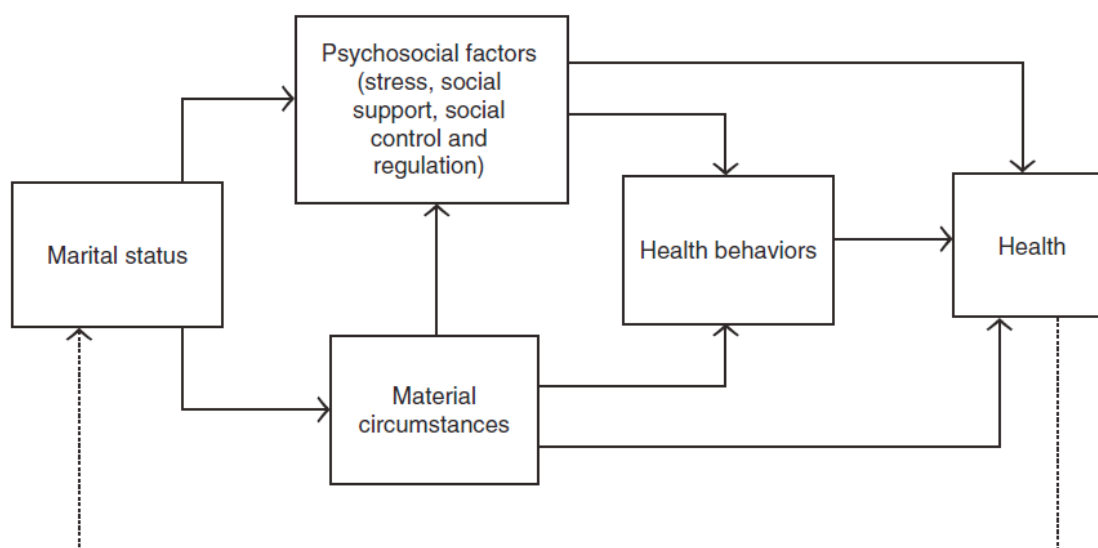 Psychosocial factors
(stress, social
support, social
control and
regulation)
Marital status
Health behaviors
Health
Material
circumstances